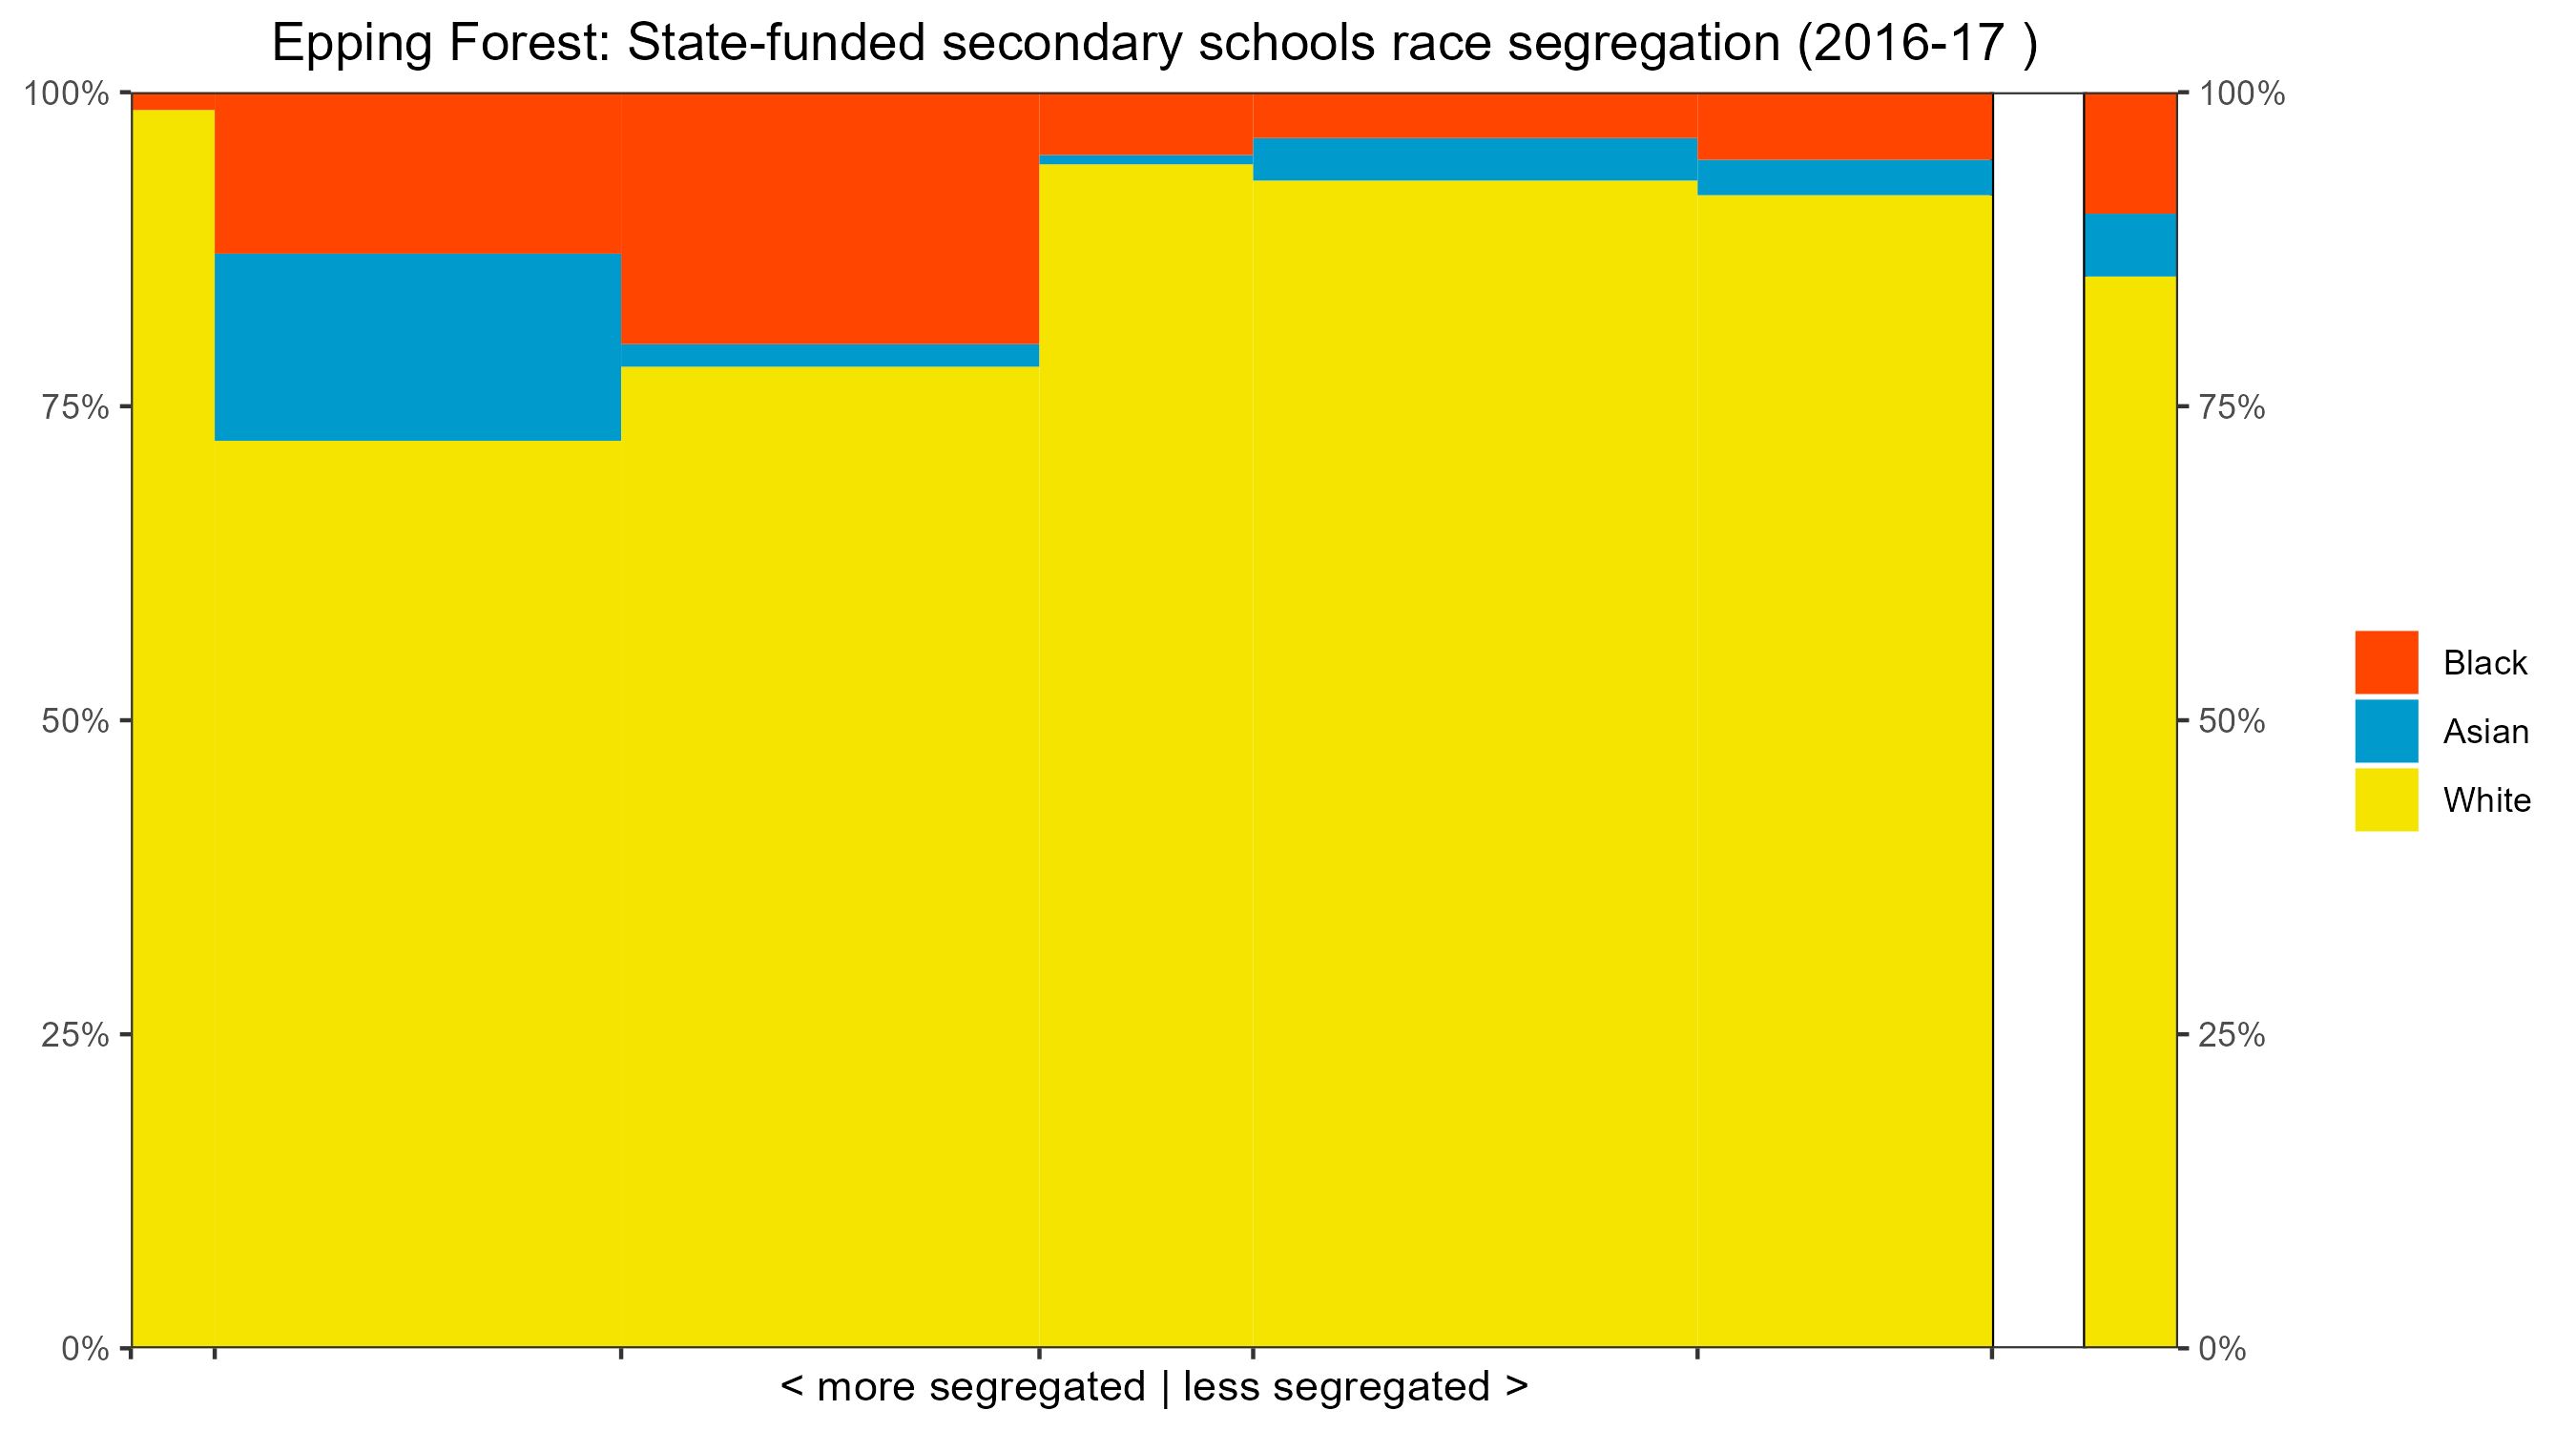 Epping Forest: State-funded secondary schools race segregation (2016-17 )
100%
75%
50%
25%
0%
100%
75%
50%
25%
0%
Black
Asian
White
< more segregated | less segregated >